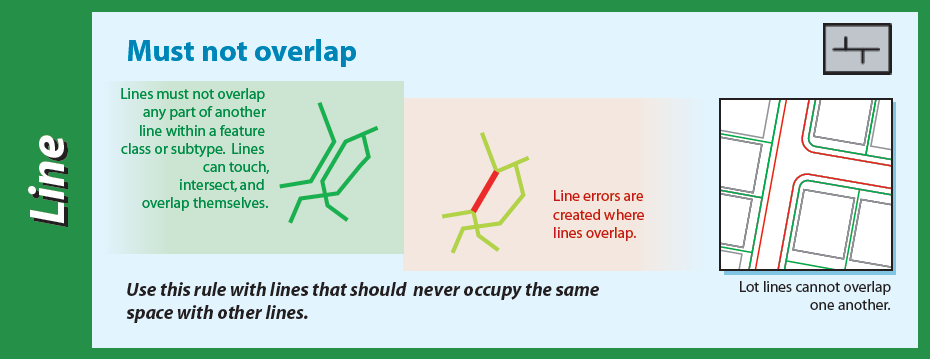 Line
Must not overlap
Lines must not overlap
any part of another
line within a feature
class or subtype. Lines
can touch,
intersect, and
overlap themselves.
Line errors are
created where
lines overlap.
Lot lines cannot overlap
one another.
Use this rule with lines that should never occupy the same
space with other lines.